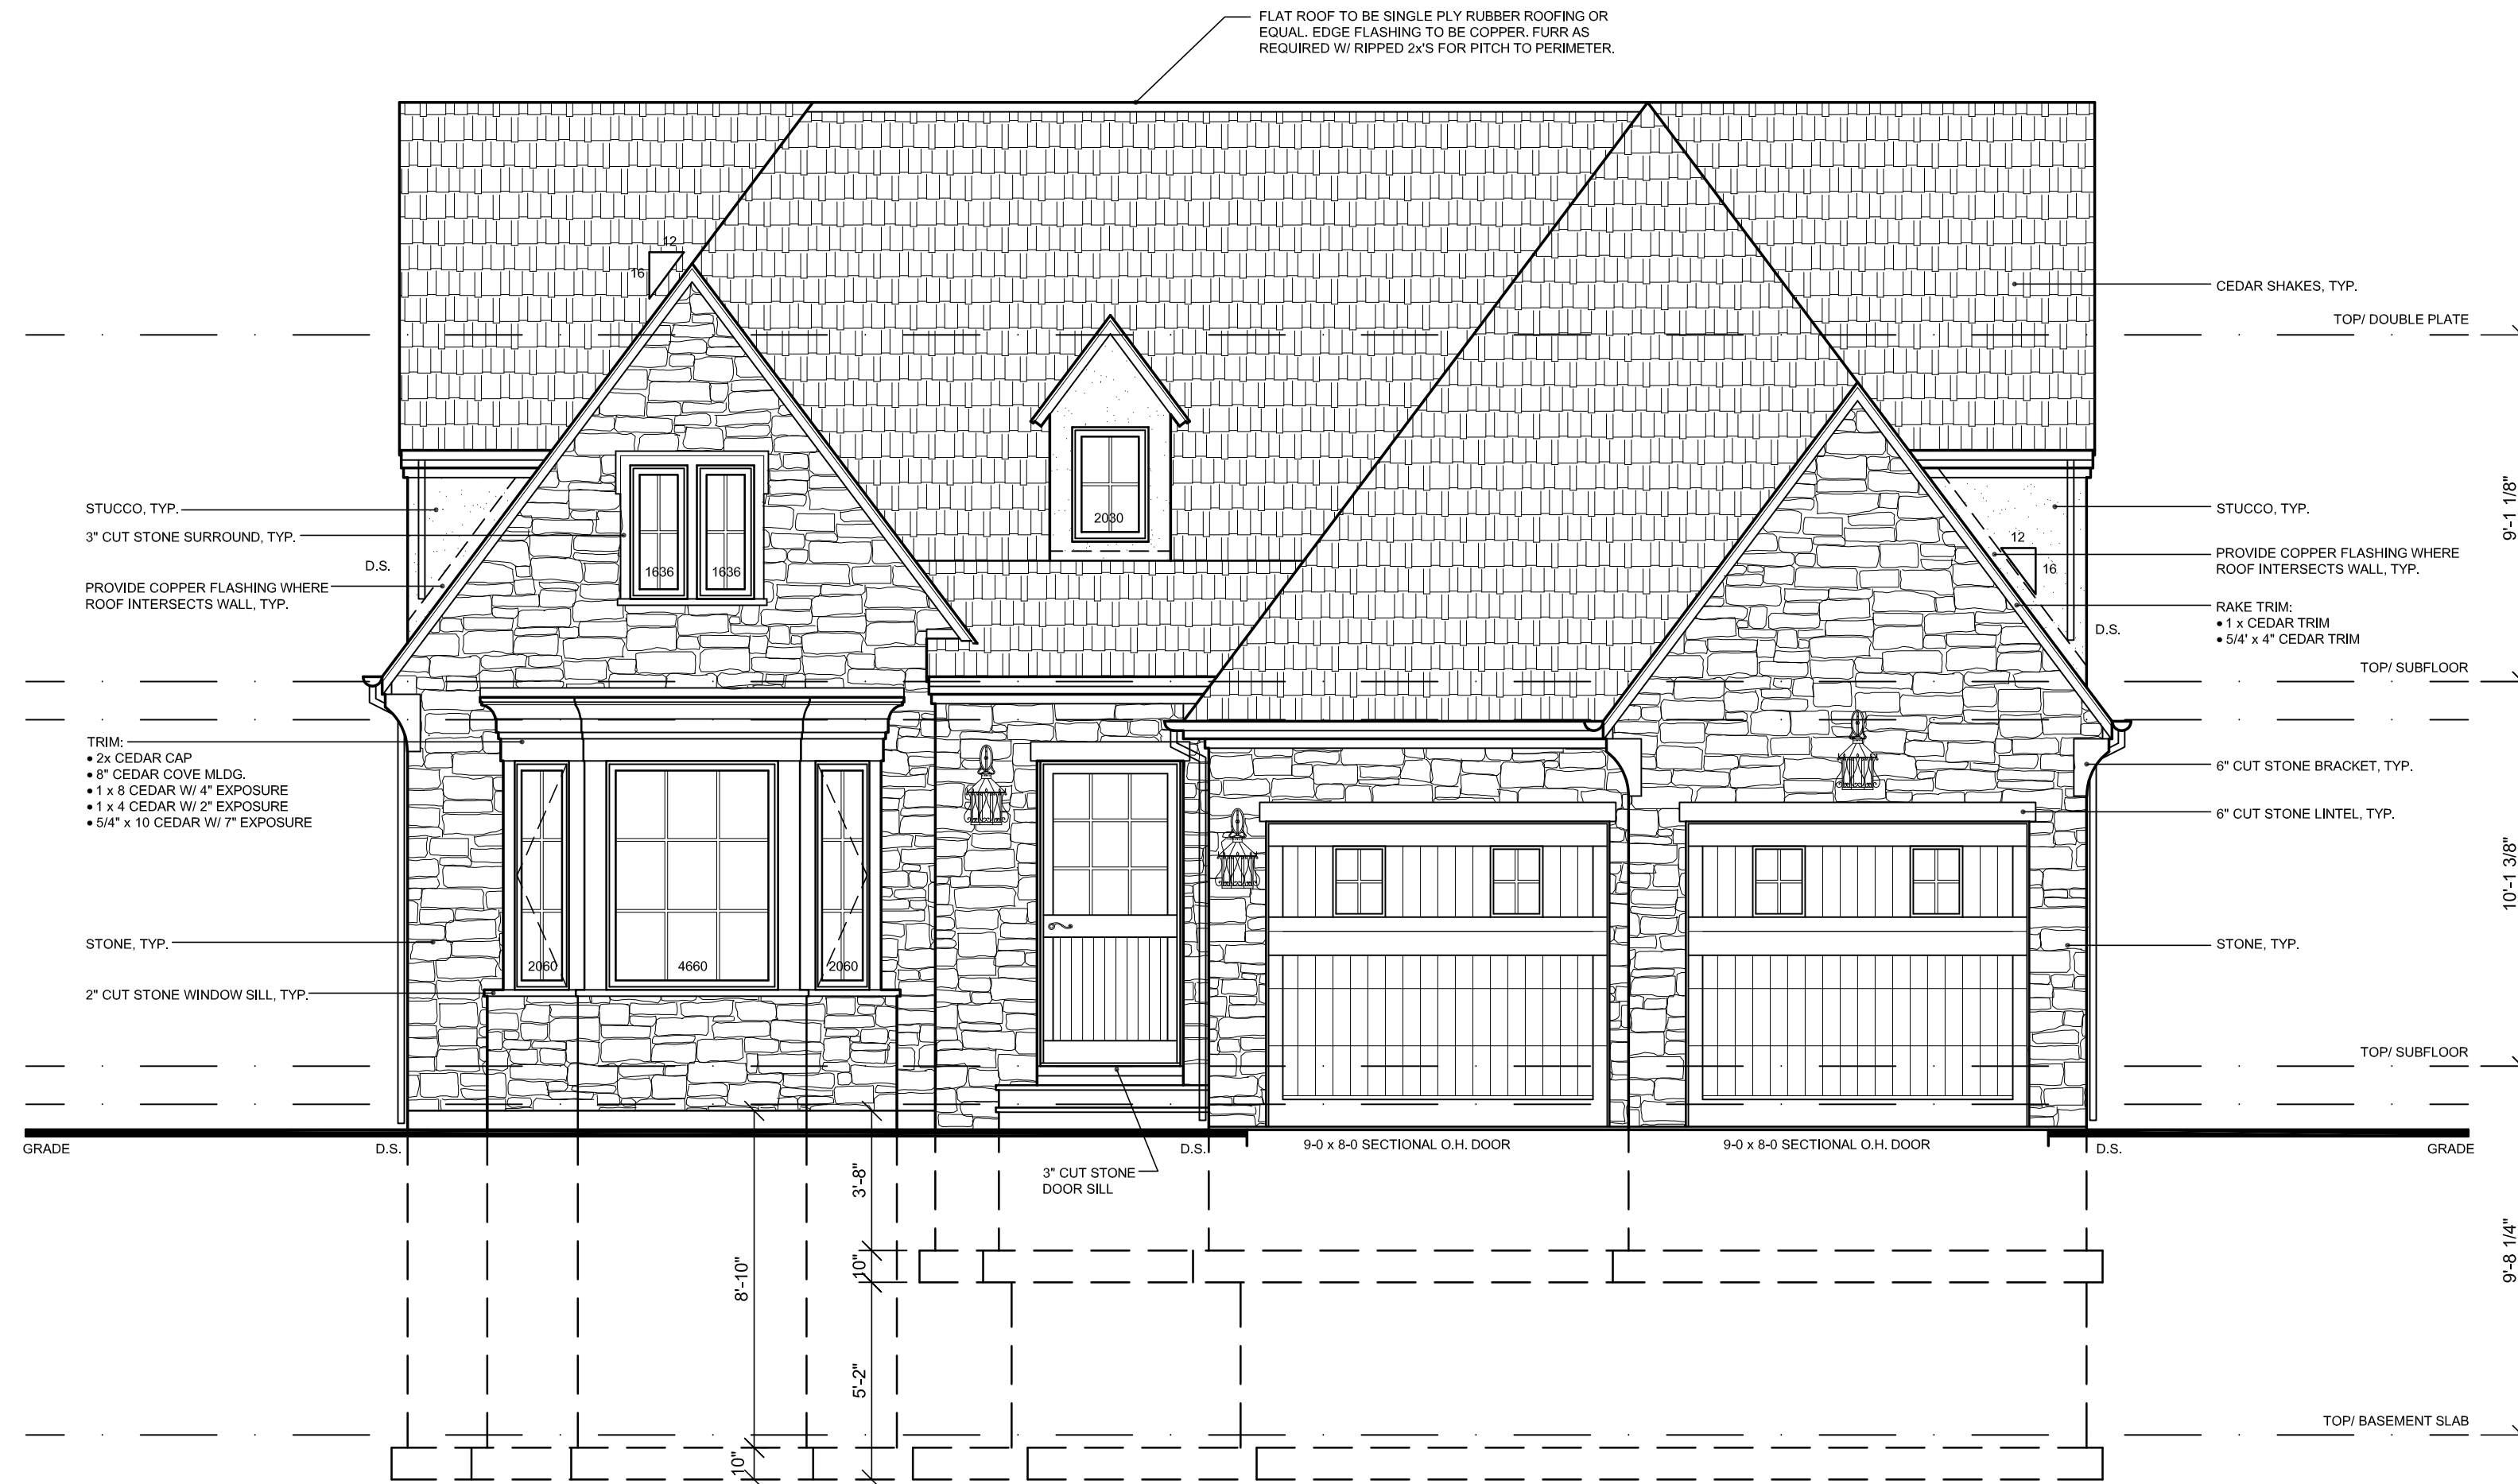 FLAT ROOF TO BE SINGLE PLY RUBBER ROOFING OR
EQUAL. EDGE FLASHING TO BE COPPER. FURR AS
REQUIRED W/ RIPPED 2x'S FOR PITCH TO PERIMETER.
12
16
CEDAR SHAKES, TYP.
TOP/ DOUBLE PLATE
STUCCO, TYP.
3" CUT STONE SURROUND, TYP.
D.S.
PROVIDE COPPER FLASHING WHERE
ROOF INTERSECTS WALL, TYP.
1636
1636
2030
STUCCO, TYP.
12
16
PROVIDE COPPER FLASHING WHERE
ROOF INTERSECTS WALL, TYP.
RAKE TRIM:
• 1 x CEDAR TRIM
• 5/4' x 4" CEDAR TRIM
D.S.
9'-1 1/8"
TOP/ SUBFLOOR
TRIM:
• 2x CEDAR CAP
• 8" CEDAR COVE MLDG.
• 1 x 8 CEDAR W/ 4" EXPOSURE
• 1 x 4 CEDAR W/ 2" EXPOSURE
• 5/4" x 10 CEDAR W/ 7" EXPOSURE
6" CUT STONE BRACKET, TYP.
6" CUT STONE LINTEL, TYP.
10'-1 3/8"
STONE, TYP.
STONE, TYP.
2060
4660
2060
2" CUT STONE WINDOW SILL, TYP.
TOP/ SUBFLOOR
GRADE
D.S.
D.S.
9-0 x 8-0 SECTIONAL O.H. DOOR
9-0 x 8-0 SECTIONAL O.H. DOOR
D.S.
GRADE
3" CUT STONE
DOOR SILL
3'-8"
10"
8'-10"
5'-2"
10"
9'-8 1/4"
TOP/ BASEMENT SLAB